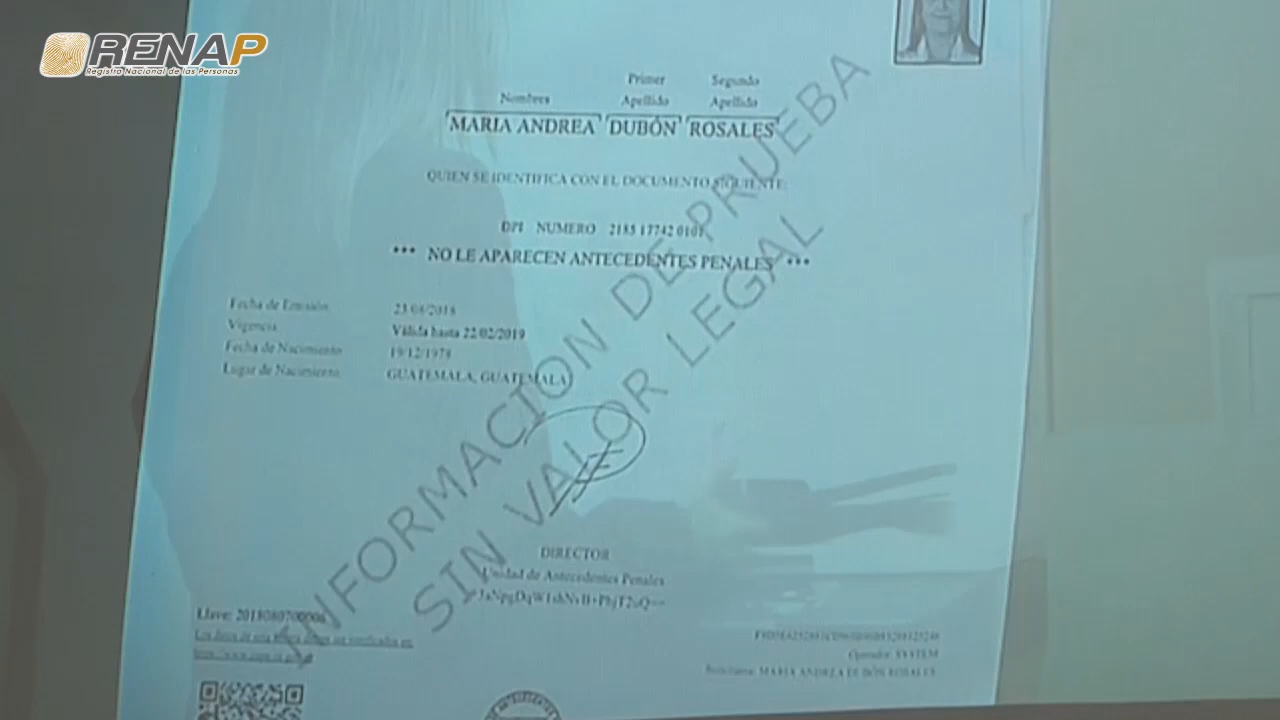 RENAP
Registro Nacional de las Personas
Nombres
Primer Apellido
Segundo Apellido
MARIA ANDREA DUBÓN ROSALES
QUIEN SE IDENTIFICA CON EL DOCUMENTO SIGUIENTE:
DPI NUMERO 2185 17742 0101
*** NO LE APARECEN ANTECEDENTES PENALES ***
Fecha de Emisión:
Vigencia Válida hasta 22/02/2019
Fecha de Nacimiento 19/12/1978
Lugar de Nacimiento GUATEMALA, GUATEMALA
INFORMACION DE PRUEBA
SIN VALOR LEGAL
DIRECTOR
Unidad de Antecedentes Penales
Llave:
Operador: SYSTEM
MARIA ANDREA DUBÓN ROSALES